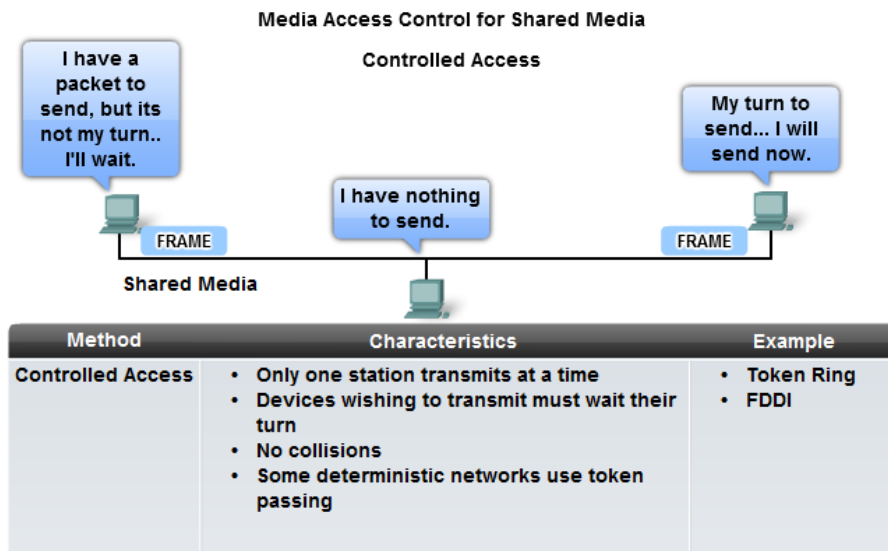 Media Access Control for Shared Media
Controlled Access
I have a
packet to
send, but its
not my turn..
I'll wait.
My turn to
send... I will
send now.
I have nothing
to send.
FRAME
FRAME
Shared Media
Method
Characteristics
Example
Controlled Access
• Only one station transmits at a time
• Devices wishing to transmit must wait their
turn
• No collisions
• Some deterministic networks use token
passing
• Token Ring
• FDDI